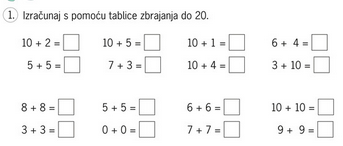 1. Izračunaj s pomoću tablice zbrajanja do 20.
10 + 2 = 10 + 5 = 10 + 1 = 6 + 4 =
5 + 5 = 7 + 3 = 10 + 4 = 3 + 10 =
8 + 8 = 5 + 5 = 6 + 6 = 10 + 10 =
3 + 3 = 0 + 0 = 7 + 7 = 9 + 9 =